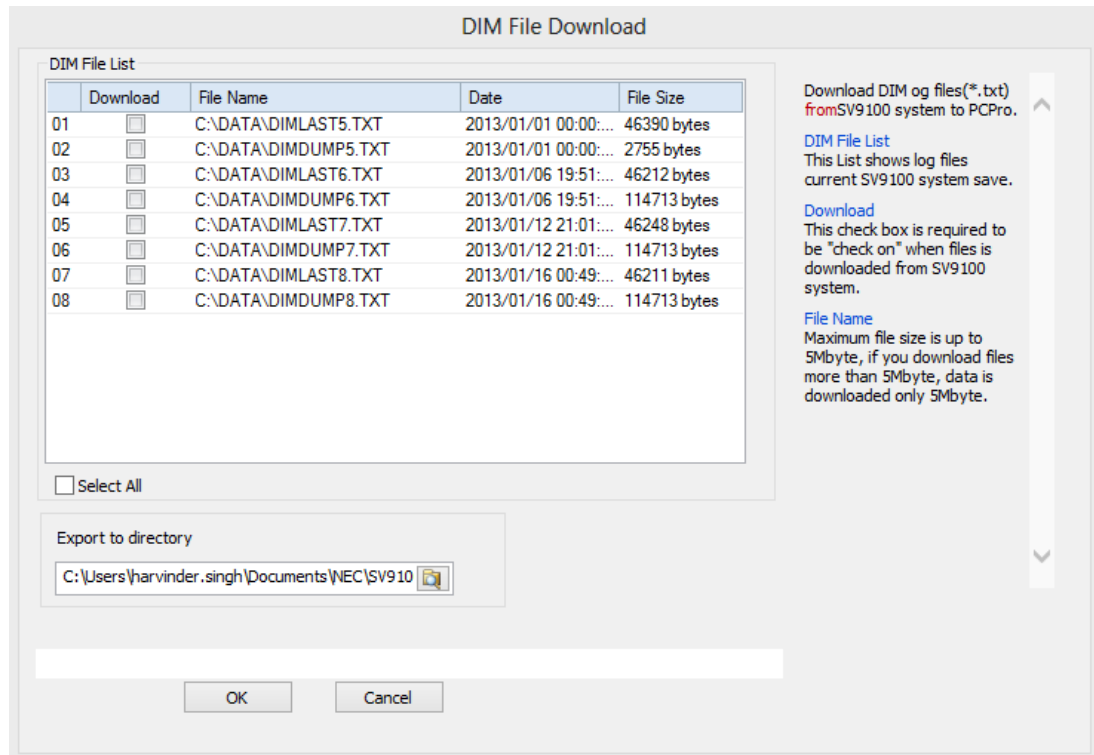 DIM File Download
DIM File List
Download File Name Date File Size
01 C:\DATA\DIMLAST5.TXT 2013/01/01 00:00:... 46390 bytes
02 C:\DATA\DIMDUMP5.TXT 2013/01/01 00:00:... 2755 bytes
03 C:\DATA\DIMLAST6.TXT 2013/01/06 19:51:... 46212 bytes
04 C:\DATA\DIMDUMP6.TXT 2013/01/06 19:51:... 114713 bytes
05 C:\DATA\DIMLAST7.TXT 2013/01/12 21:01:... 46248 bytes
06 C:\DATA\DIMDUMP7.TXT 2013/01/12 21:01:... 114713 bytes
07 C:\DATA\DIMLAST8.TXT 2013/01/16 00:49:... 46211 bytes
08 C:\DATA\DIMDUMP8.TXT 2013/01/16 00:49:... 114713 bytes
Select All
Export to directory
C:\Users\harvinder.singh\Documents\NEC\SV910
OK Cancel
Download DIM og files(*.txt)
fromSV9100 system to PCPro.
DIM File List
This List shows log files
current SV9100 system save.
Download
This check box is required to
be "check on" when files is
downloaded from SV9100
system.
File Name
Maximum file size is up to
5Mbyte, if you download files
more than 5Mbyte, data is
downloaded only 5Mbyte.